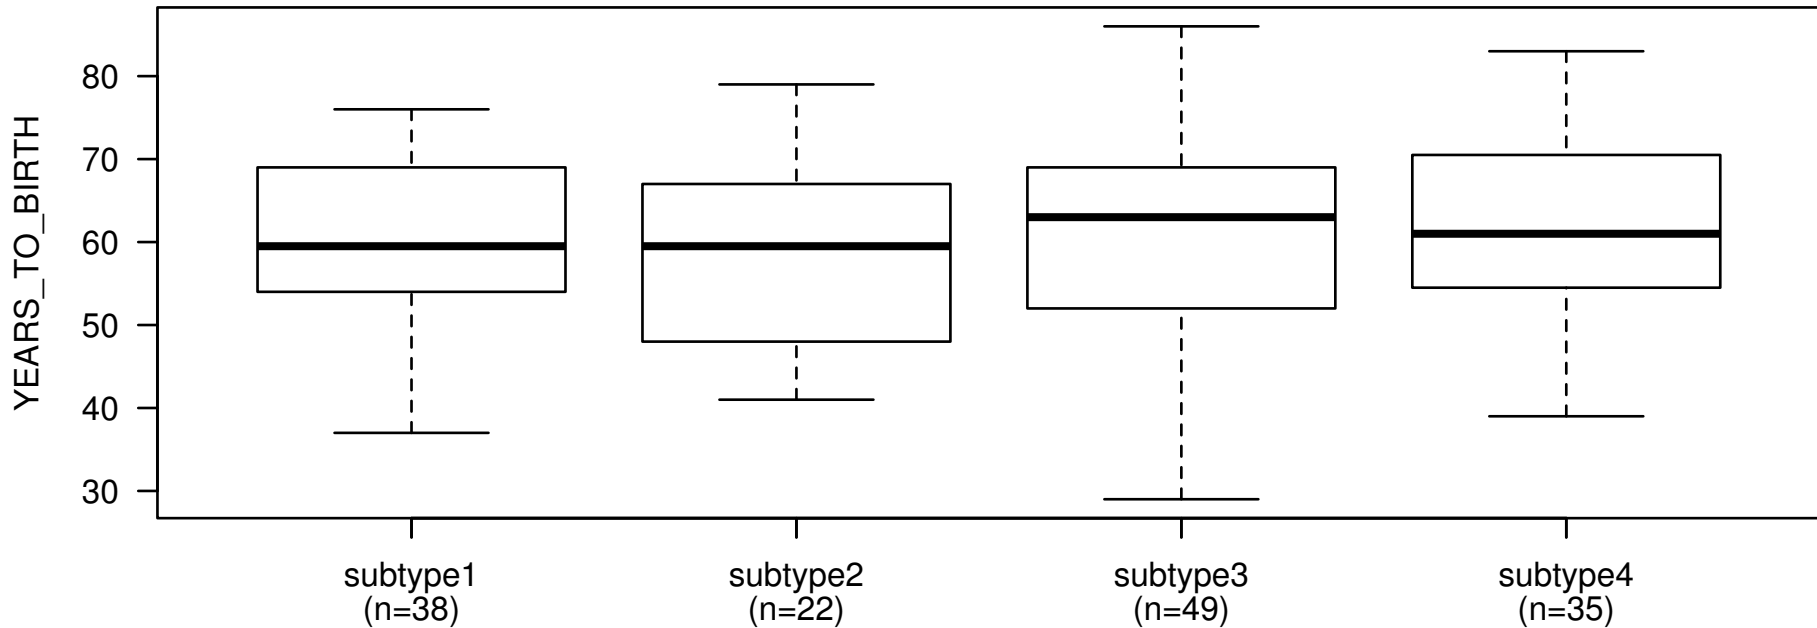 YEARS_TO_BIRTH
80
70
60
50
40
30
subtype1
(n=38)
subtype2
(n=22)
subtype3
(n=49)
subtype4
(n=35)